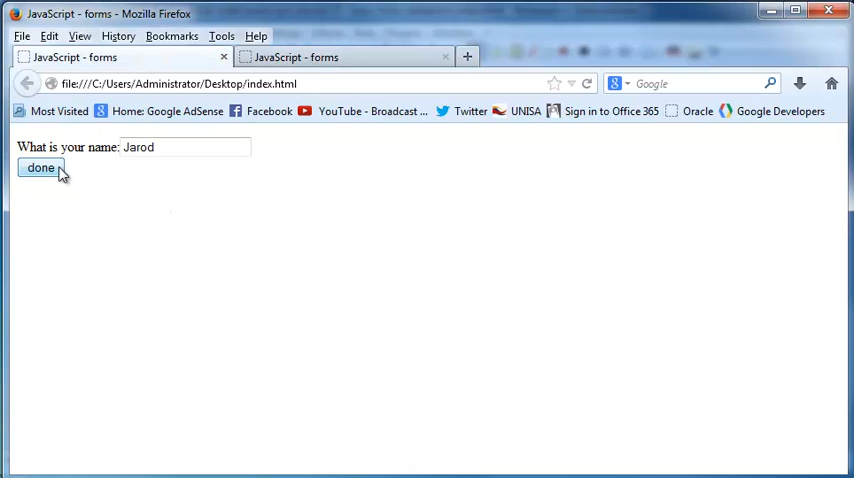 JavaScript - forms - Mozilla Firefox
File Edit View History Bookmarks Tools Help
JavaScript - forms × JavaScript - forms × +
file:///C:/Users/Administrator/Desktop/index.html Google
Most Visited Home: Google AdSense Facebook YouTube - Broadcast ... Twitter UNISA Sign in to Office 365 Oracle Google Developers
What is your name: Jarod
done